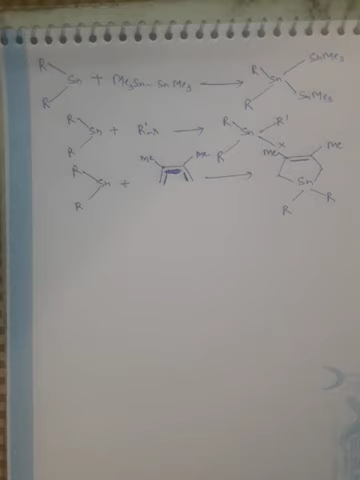 R Sn R + Me3Sn-SnMe3 → R Sn R SnMe3 SnMe3
R Sn R + → R Sn R R' x
R Sn R + Me Me → Me Me Sn R R